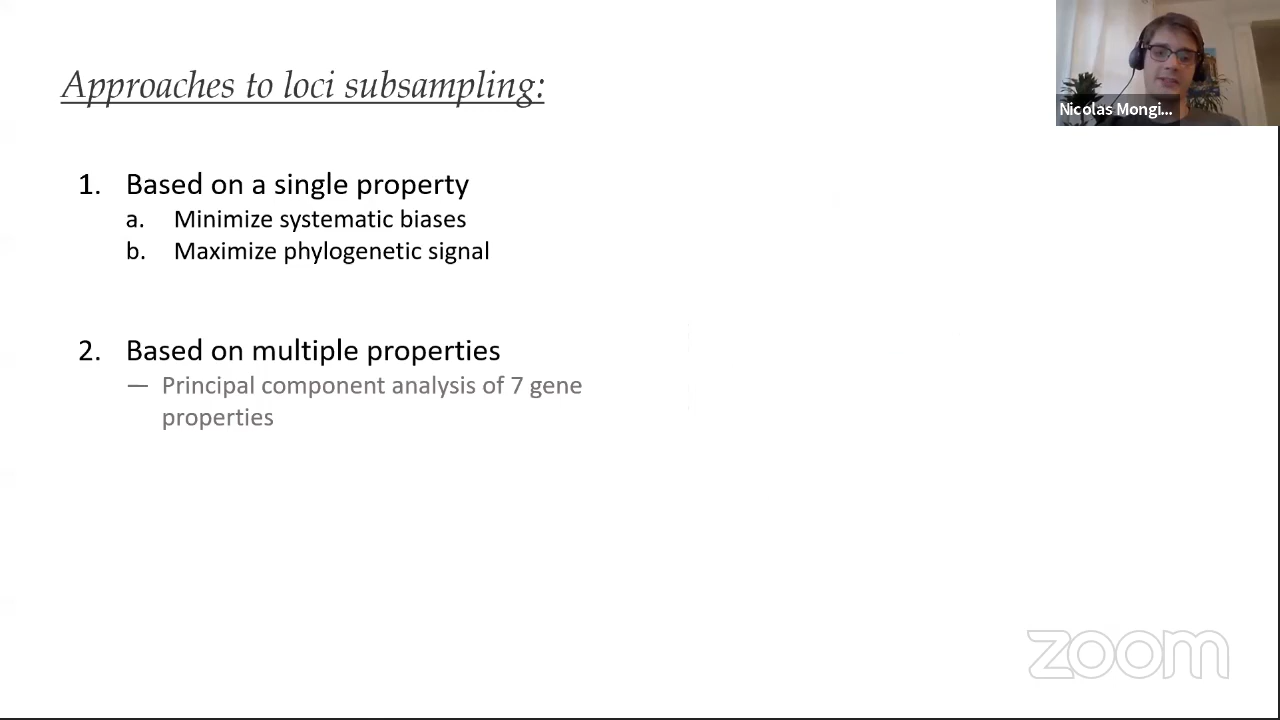 Approaches to loci subsampling:
Nicolas Mongi...
1. Based on a single property
a. Minimize systematic biases
b. Maximize phylogenetic signal
2. Based on multiple properties
— Principal component analysis of 7 gene
properties
zoom